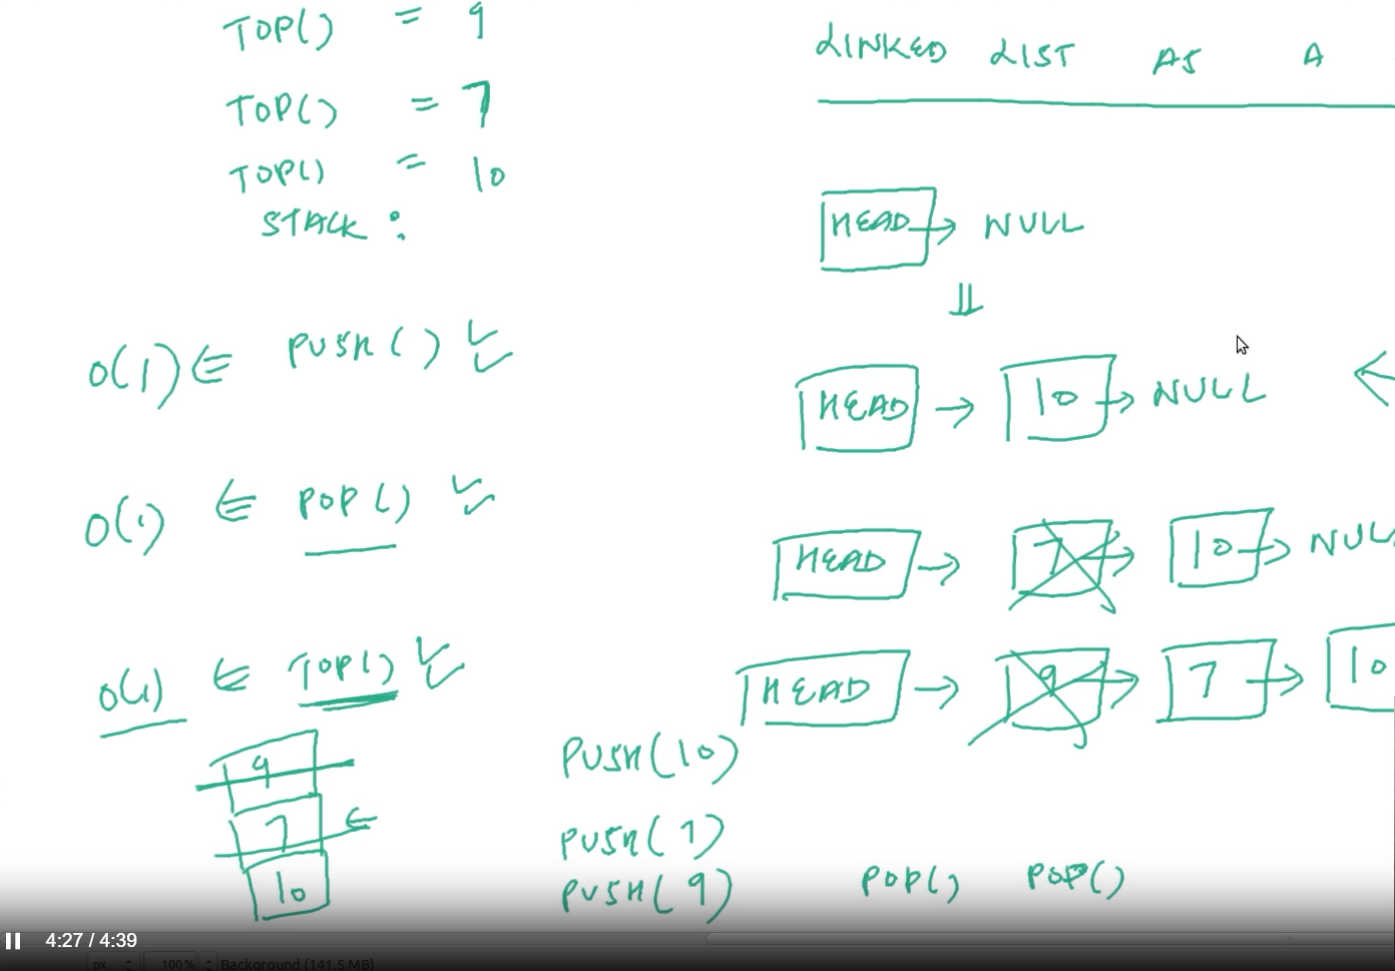 TOP() = 9
TOP() = 7
TOP() = 10
STACK :
O(1) ∈ PUSH()
O(1) ∈ POP()
O(1) ∈ TOP()
9
7
10
PUSH(10)
PUSH(7)
PUSH(9)
POP() POP()
LINKED LIST AS A
HEAD → NULL
HEAD → 10 → NULL
HEAD → 7 → 10 → NUL
HEAD → 9 → 7 → 10
4:27 / 4:39
px 100% Background (141.5 MB)